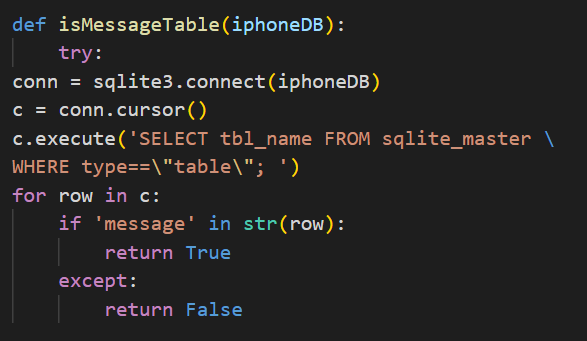 def isMessageTable(iphoneDB):
    try:
conn = sqlite3.connect(iphoneDB)
c = conn.cursor()
c.execute('SELECT tbl_name FROM sqlite_master \
WHERE type==\"table\"; ')
for row in c:
    if 'message' in str(row):
        return True
    except:
        return False